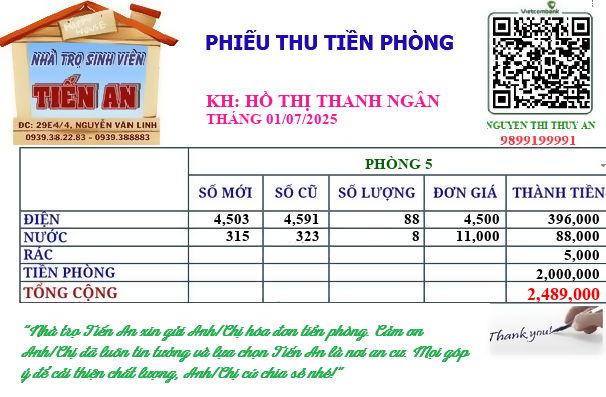 Vietcombank
PHIẾU THU TIỀN PHÒNG
NHÀ TRỌ SINH VIÊN
TIẾN AN
ĐC: 29E4/4, NGUYỄN VĂN LINH
0939.38.22.83 - 0939.388883
KH: HỒ THỊ THANH NGÂN
THÁNG 01/07/2025
NGUYEN THI THUY AN
9899199991
PHÒNG 5
SỐ MỚI SỐ CŨ SỐ LƯỢNG ĐƠN GIÁ THÀNH TIỀN
ĐIỆN 4,503 4,591 88 4,500 396,000
NƯỚC 315 323 8 11,000 88,000
RÁC 5,000
TIỀN PHÒNG 2,000,000
TỔNG CỘNG 2,489,000
"Nhà trọ Tiến An xin gửi Anh/Chị hóa đơn tiền phòng. Cảm ơn
Anh/Chị đã luôn tin tưởng và lựa chọn Tiến An là nơi an cư. Mọi góp
ý để cải thiện chất lượng, Anh/Chị cứ chia sẻ nhé!"
Thank you!